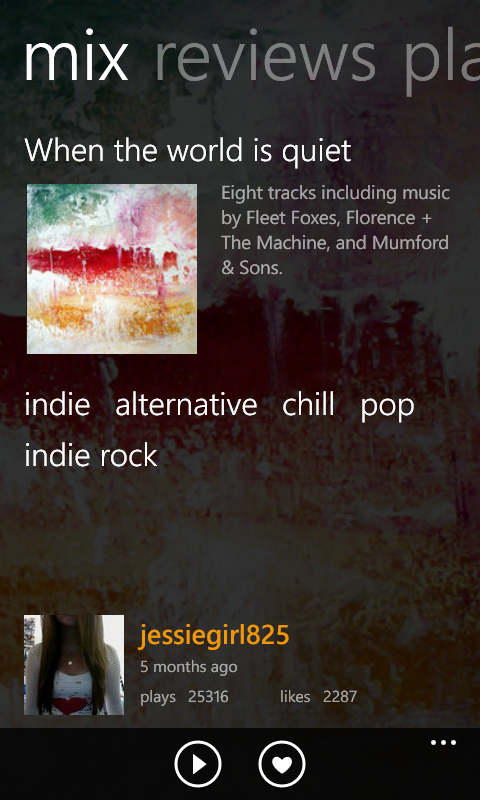 mix reviews pla
When the world is quiet
Eight tracks including music
by Fleet Foxes, Florence +
The Machine, and Mumford
& Sons.
indie alternative chill pop
indie rock
jessiegirl825
5 months ago
plays 25316 likes 2287